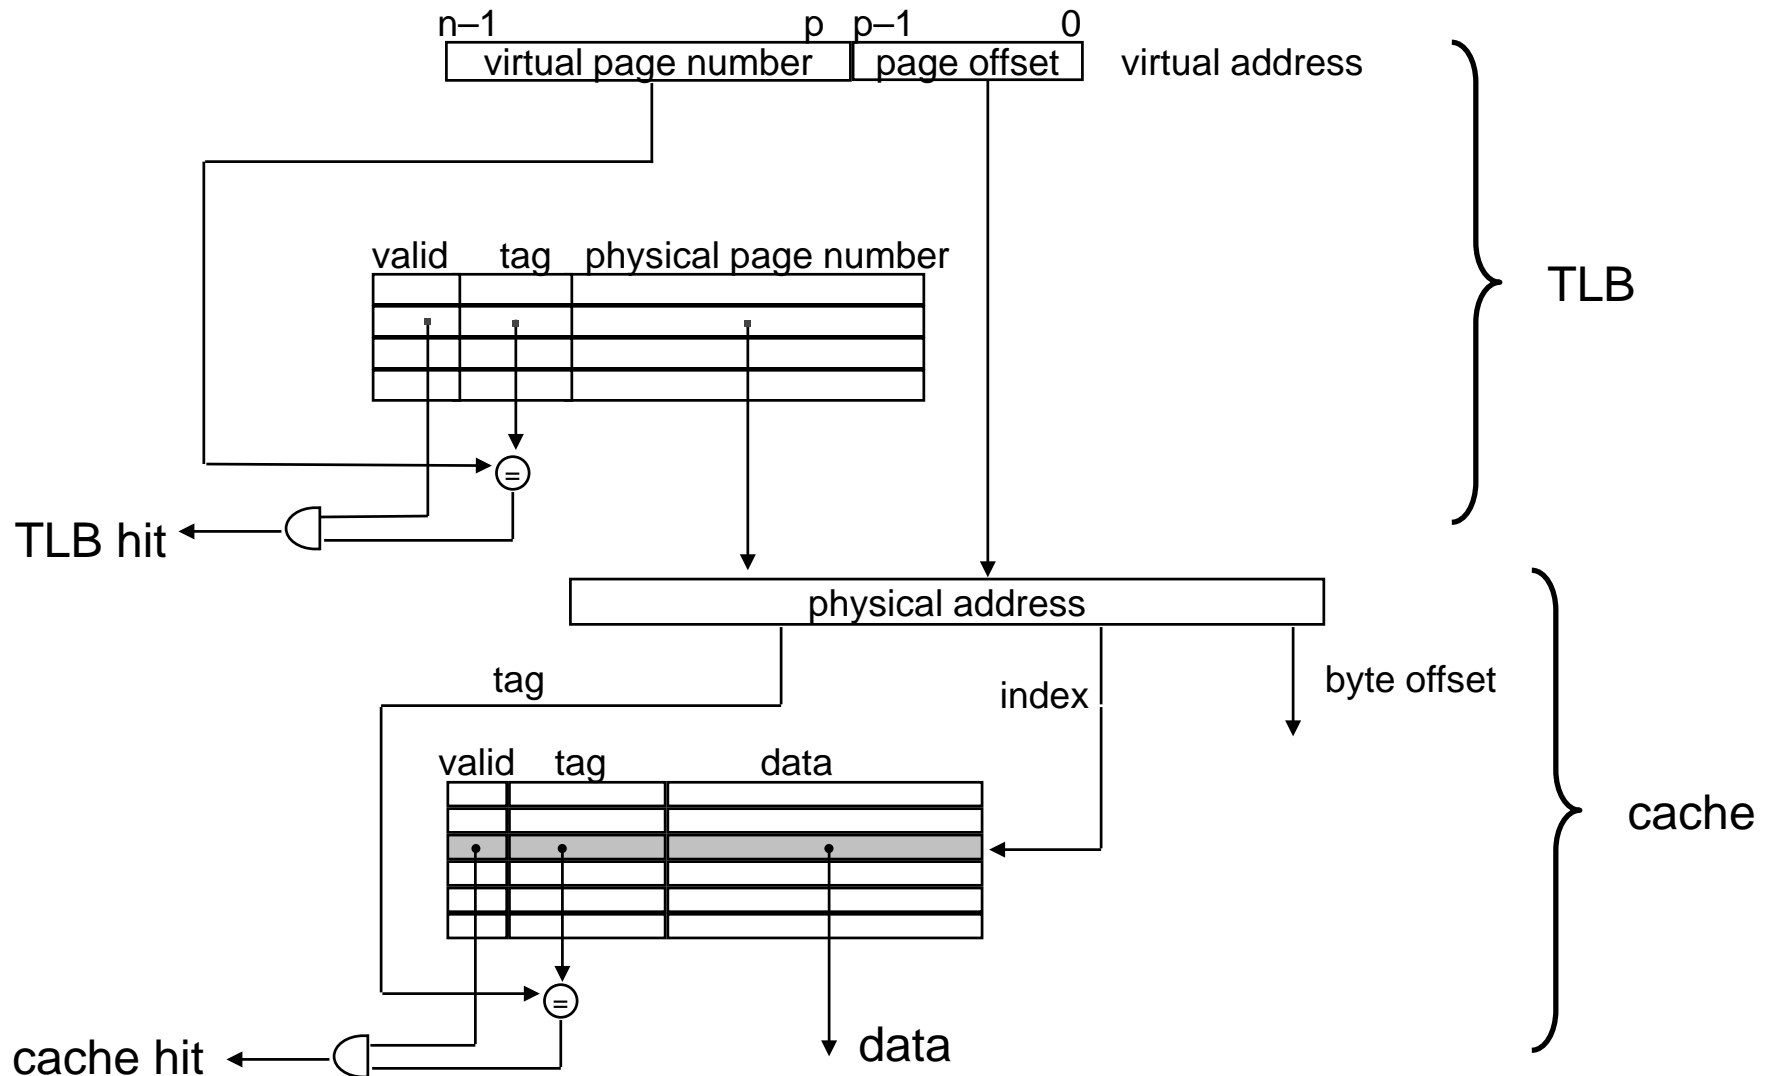 n–1 p p–1 0
virtual page number page offset virtual address
valid tag physical page number
TLB
=
TLB hit
physical address
tag index byte offset
valid tag data
cache
=
cache hit data